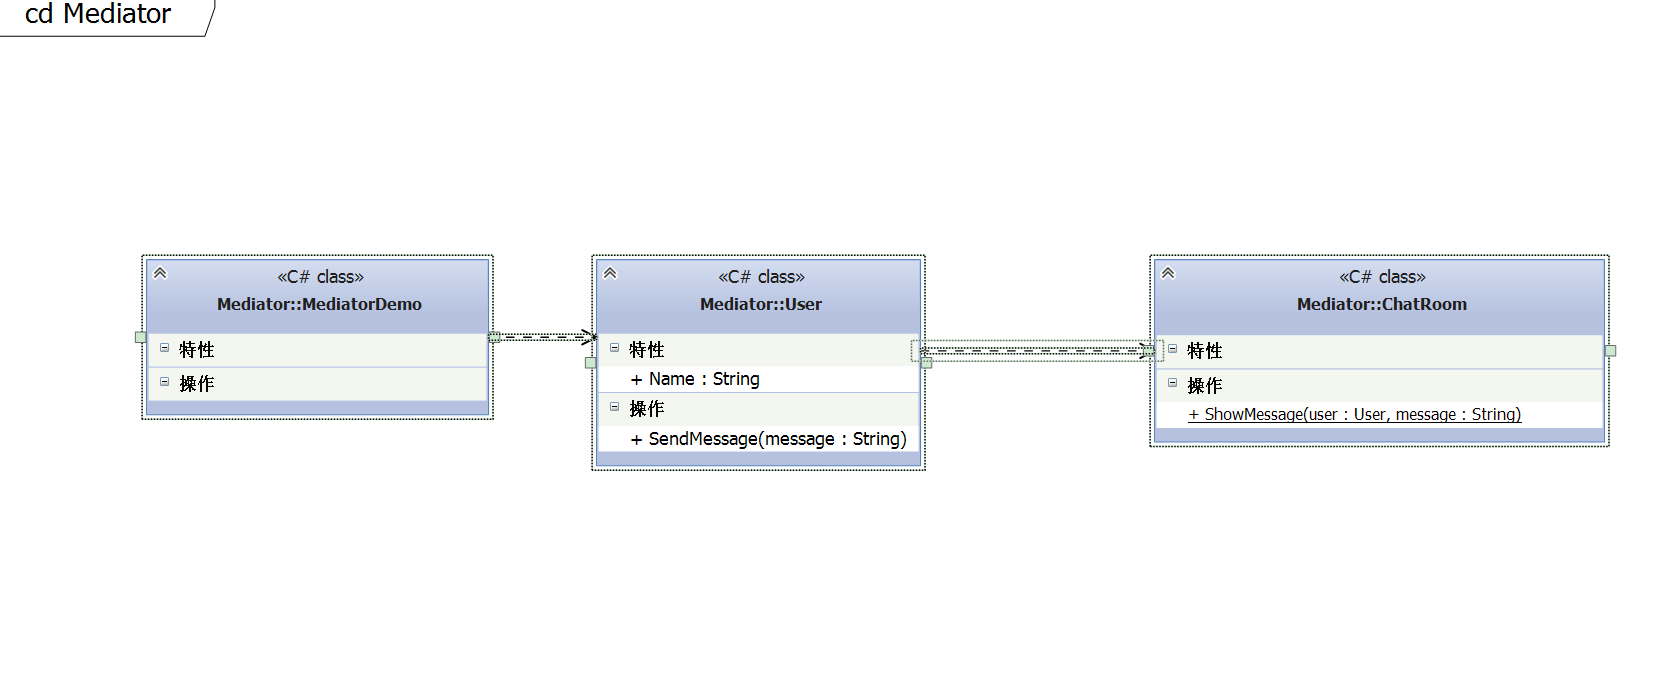 cd Mediator
«C# class»
Mediator::MediatorDemo
特性
操作
«C# class»
Mediator::User
特性
+ Name : String
操作
+ SendMessage(message : String)
«C# class»
Mediator::ChatRoom
特性
操作
+ ShowMessage(user : User, message : String)